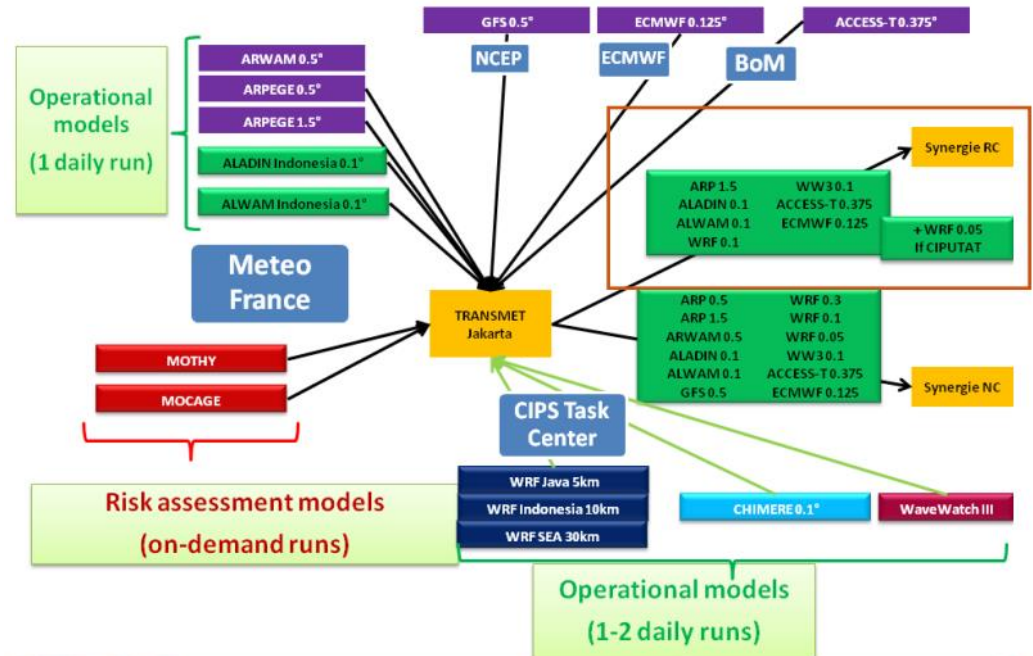 GFS 0.5°
ECMWF 0.125°
ACCESS-T 0.375°
NCEP
ECMWF
BoM
Operational
models
(1 daily run)
ARWAM 0.5°
ARPEGE 0.5°
ARPEGE 1.5°
ALADIN Indonesia 0.1°
ALWAM Indonesia 0.1°
Meteo
France
Synergie RC
ARP 1.5 WW3 0.1
ALADIN 0.1 ACCESS-T 0.375
ALWAM 0.1 ECMWF 0.125
WRF 0.1
+ WRF 0.05
If CIPUTAT
TRANSMET
Jakarta
ARP 0.5 WRF 0.3
ARP 1.5 WRF 0.1
ARWAM 0.5 WRF 0.05
ALADIN 0.1 WW3 0.1
ALWAM 0.1 ACCESS-T 0.375
GFS 0.5 ECMWF 0.125
Synergie NC
MOTHY
MOCAGE
CIPS Task
Center
Risk assessment models
(on-demand runs)
WRF Java 5km
WRF Indonesia 10km
WRF SEA 30km
CHIMERE 0.1°
WaveWatch III
Operational models
(1-2 daily runs)